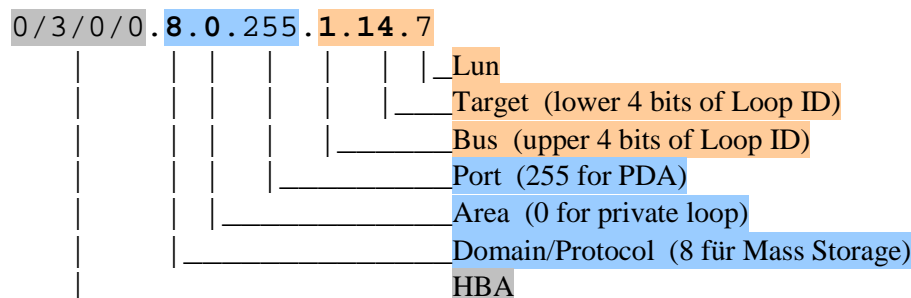 0/3/0/0.8.0.255.1.14.7
Lun
Target (lower 4 bits of Loop ID)
Bus (upper 4 bits of Loop ID)
Port (255 for PDA)
Area (0 for private loop)
Domain/Protocol (8 für Mass Storage)
HBA